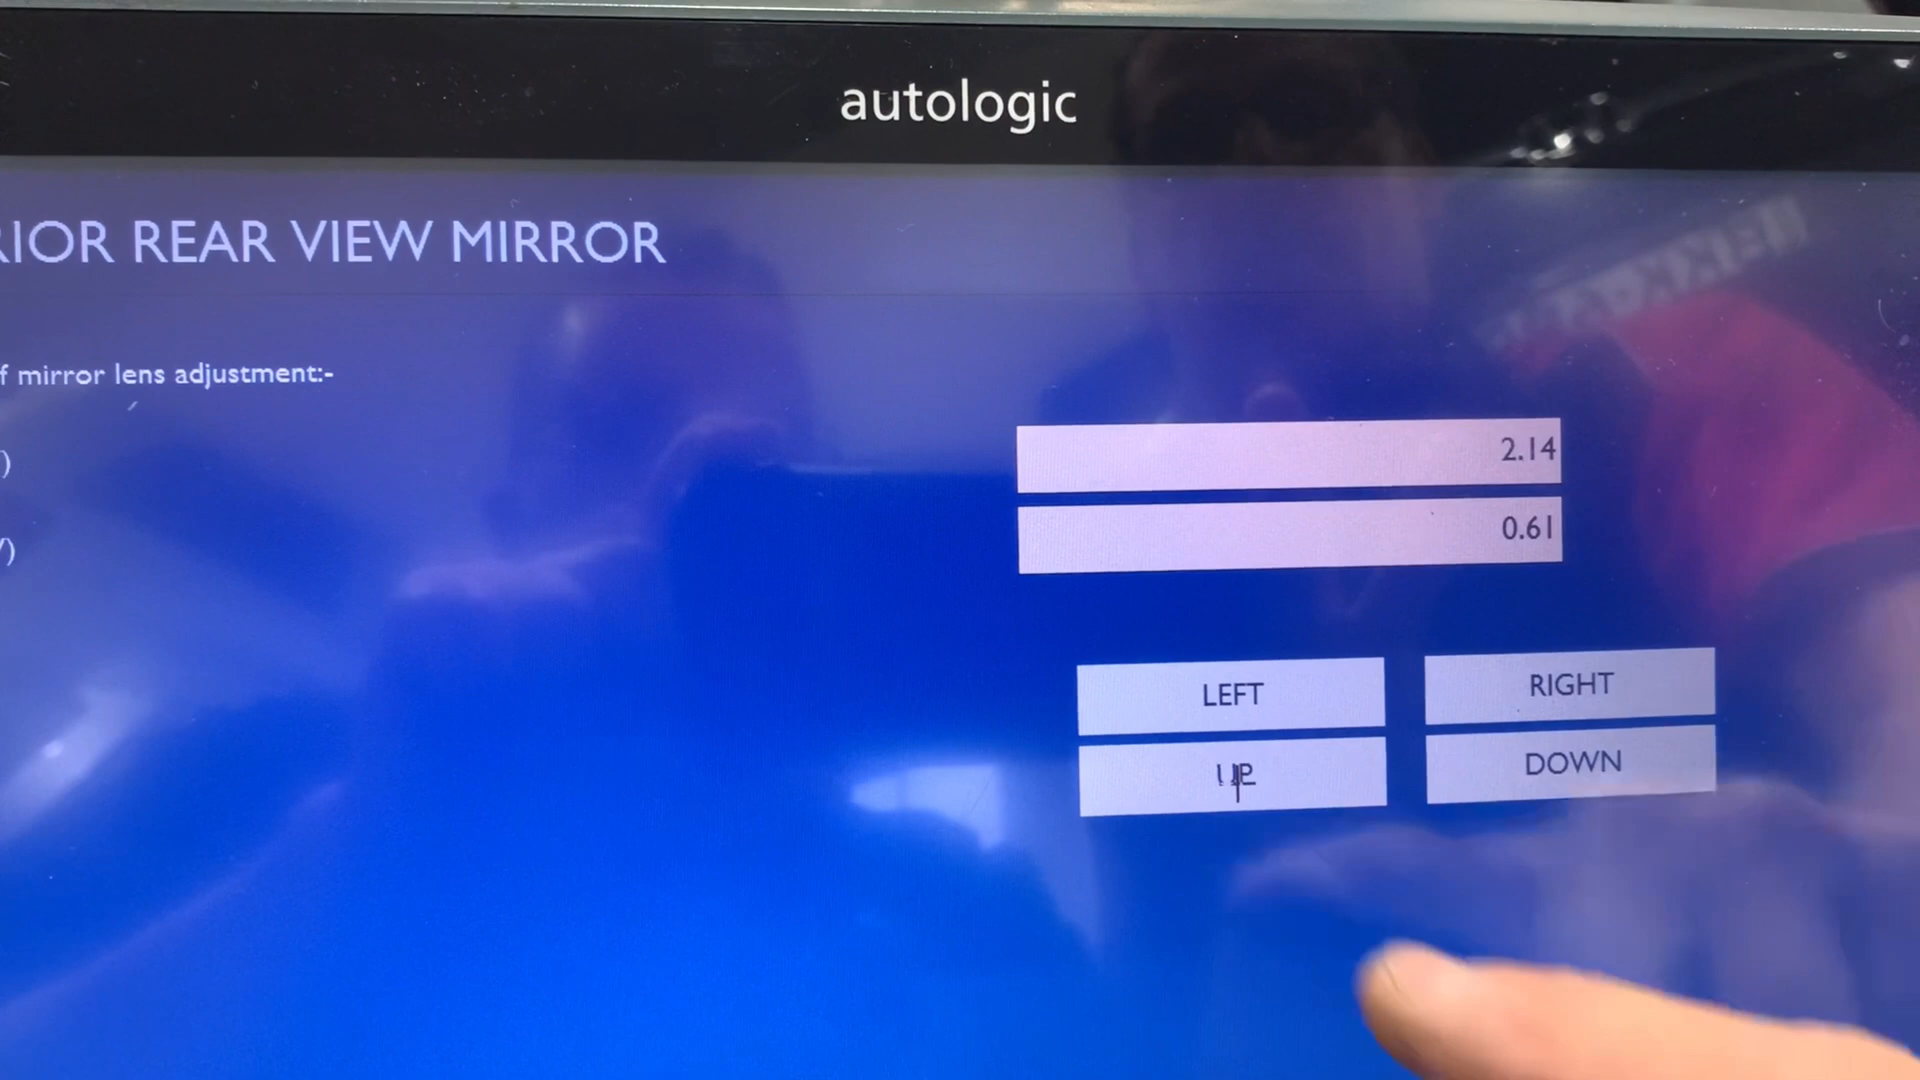 autologic
RIOR REAR VIEW MIRROR
f mirror lens adjustment:-
)
2.14
)
0.61
LEFT
RIGHT
UP
DOWN